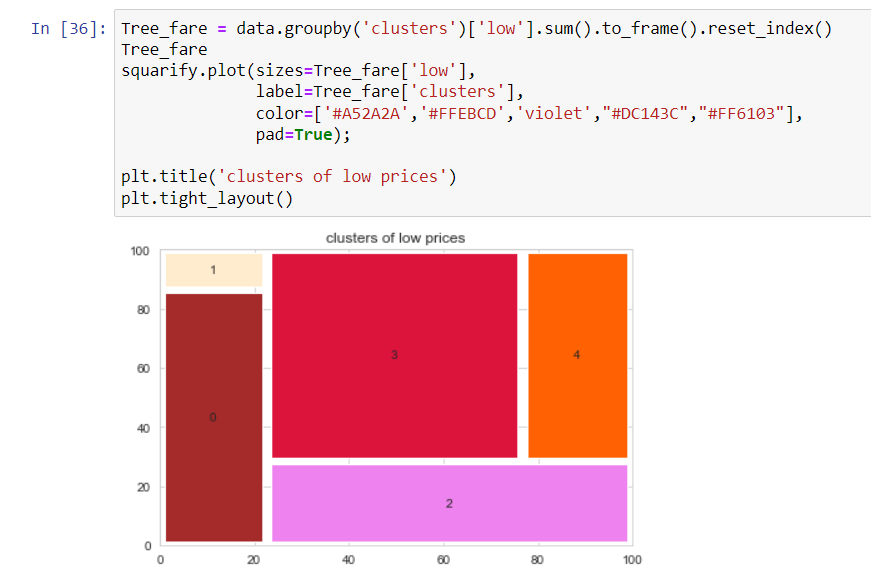 In [36]: Tree_fare = data.groupby('clusters')['low'].sum().to_frame().reset_index()
Tree_fare
squarify.plot(sizes=Tree_fare['low'],
label=Tree_fare['clusters'],
color=['#A52A2A','#FFEBCD','violet',"#DC143C","#FF6103"],
pad=True);
plt.title('clusters of low prices')
plt.tight_layout()
clusters of low prices
100
1
80
3
4
60
0
40
20
2
0
0 20 40 60 80 100